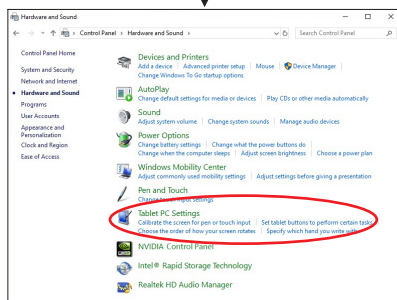 Hardware and Sound
Control Panel > Hardware and Sound >
Search Control Panel
Control Panel Home
System and Security
Network and Internet
Hardware and Sound
Programs
User Accounts
Appearance and
Personalization
Clock and Region
Ease of Access
Devices and Printers
Add a device | Advanced printer setup | Mouse | Device Manager |
Change Windows To Go startup options
AutoPlay
Change default settings for media or devices | Play CDs or other media automatically
Sound
Adjust system volume | Change system sounds | Manage audio devices
Power Options
Change battery settings | Change what the power buttons do
Change when the computer sleeps | Adjust screen brightness | Choose a power plan
Windows Mobility Center
Adjust commonly used mobility settings | Adjust settings before giving a presentation
Pen and Touch
Change touch input settings
Tablet PC Settings
Calibrate the screen for pen or touch input | Set tablet buttons to perform certain tasks
Choose the order of how your screen rotates | Specify which hand you write with
NVIDIA Control Panel
Intel® Rapid Storage Technology
Realtek HD Audio Manager